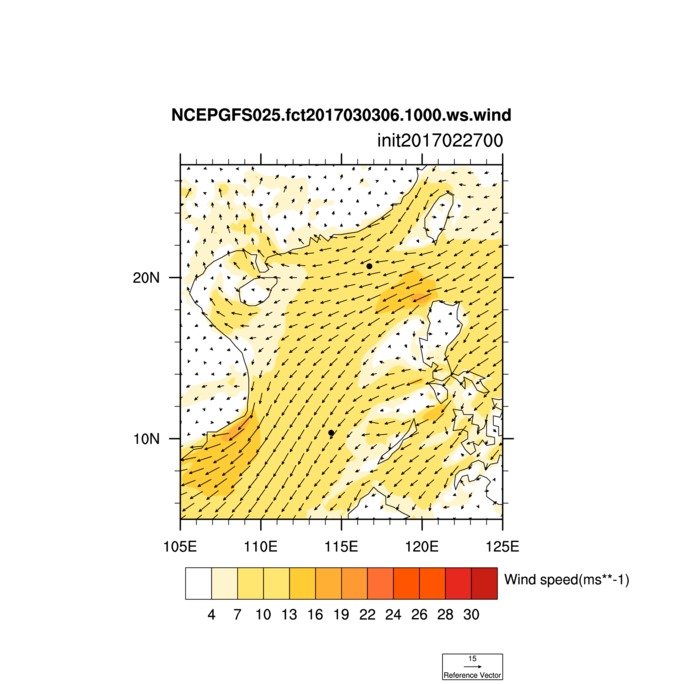 NCEPGFS025.fct2017030306.1000.ws.wind
init2017022700
20N
10N
105E 110E 115E 120E 125E
Wind speed(ms**-1)
4 7 10 13 16 19 22 24 26 28 30
15
Reference Vector